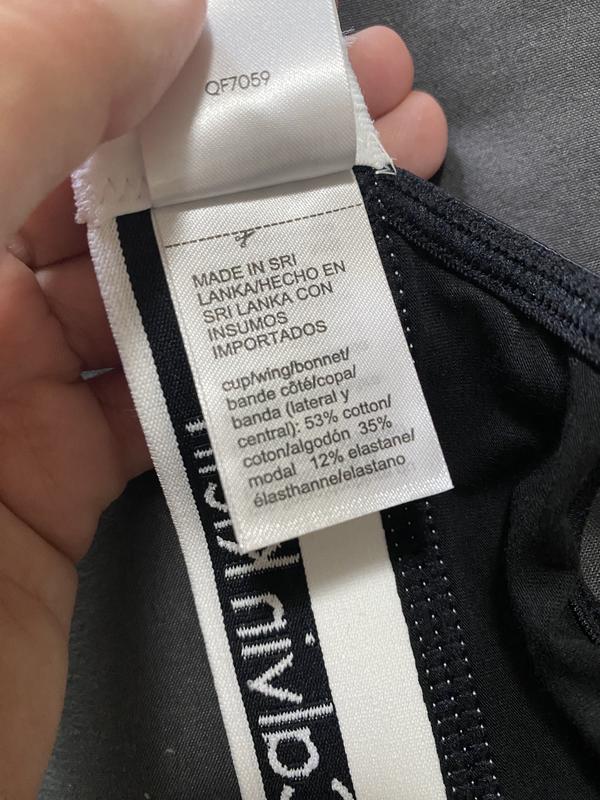 QF7059
MADE IN SRI
LANKA/HECHO EN
SRI LANKA CON
INSUMOS
IMPORTADOS
cup/wing/bonnet/
bande côté/copa/
banda (lateral y
central): 53% cotton/
coton/algodón 35%
modal 12% elastane/
élasthanne/elastano
calvin kl